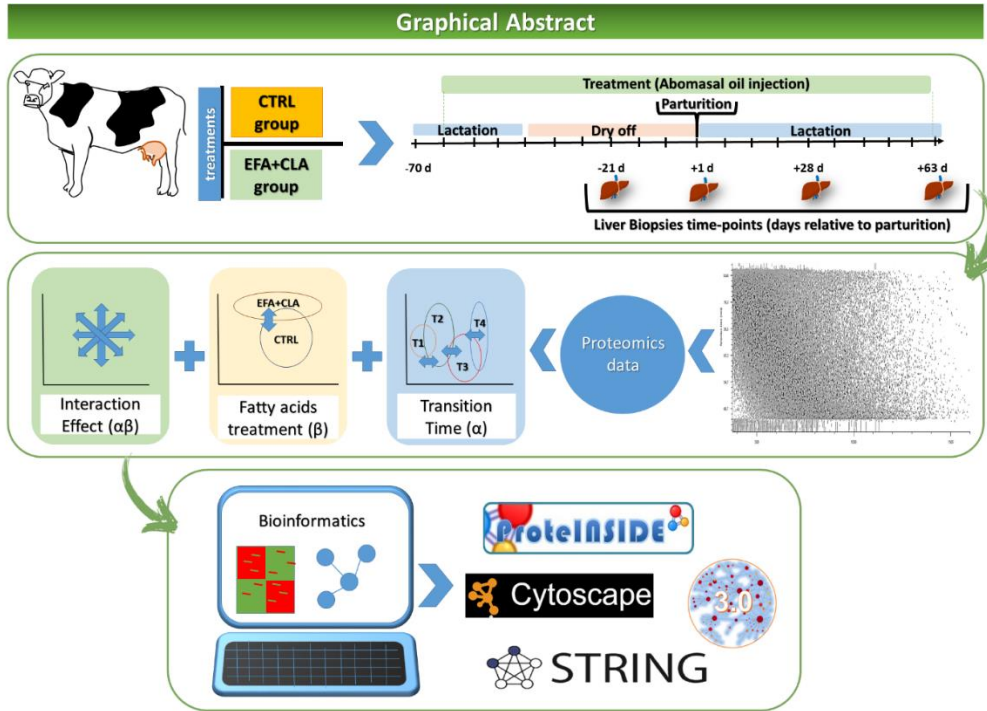 Graphical Abstract
treatments
CTRL
group
EFA+CLA
group
Treatment (Abomasal oil injection)
Parturition
Lactation
Dry off
Lactation
-70 d
-21 d
+1 d
+28 d
+63 d
Liver Biopsies time-points (days relative to parturition)
Interaction
Effect (αβ)
EFA+CLA
CTRL
Fatty acids
treatment (β)
T1
T2
T3
T4
Transition
Time (α)
Proteomics
data
Bioinformatics
ProteINSIDE
Cytoscape
3.0
STRING